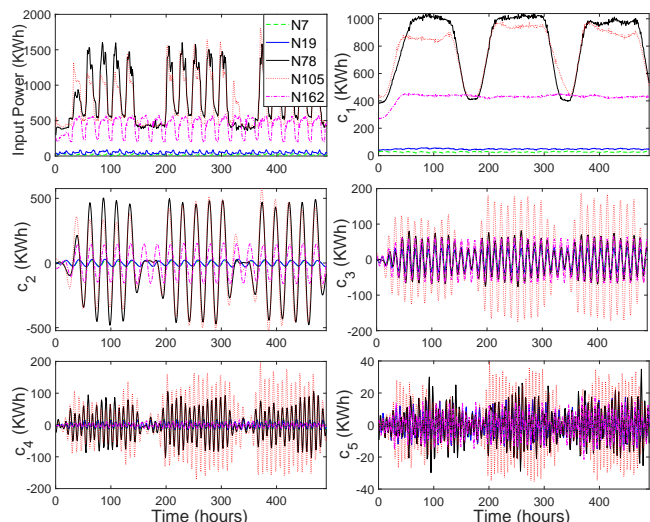 2000
1500
1000
500
0
Input Power (KWh)
0 100 200 300 400
N7
N19
N78
N105
N162
1000
800
600
400
200
0
c1 (KWh)
0 100 200 300 400
500
0
-500
c2 (KWh)
0 100 200 300 400
200
100
0
-100
-200
c3 (KWh)
0 100 200 300 400
200
100
0
-100
-200
c4 (KWh)
0 100 200 300 400
Time (hours)
40
20
0
-20
-40
c5 (KWh)
0 100 200 300 400
Time (hours)